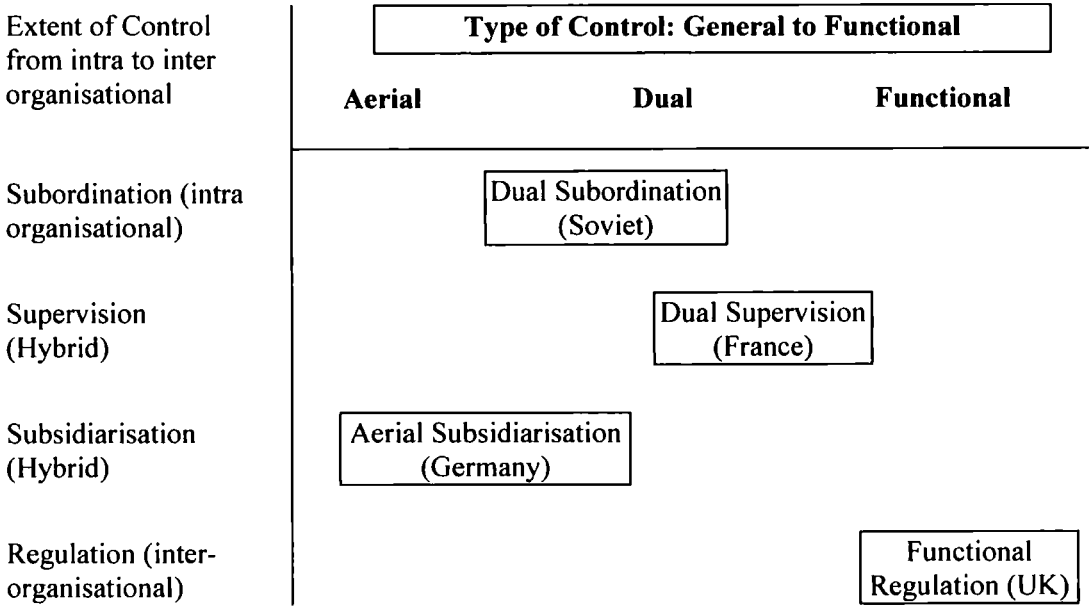 Extent of Control
from intra to inter
organisational
Type of Control: General to Functional
Aerial Dual Functional
Subordination (intra
organisational)
Dual Subordination
(Soviet)
Supervision
(Hybrid)
Dual Supervision
(France)
Subsidiarisation
(Hybrid)
Aerial Subsidiarisation
(Germany)
Regulation (inter-
organisational)
Functional
Regulation (UK)